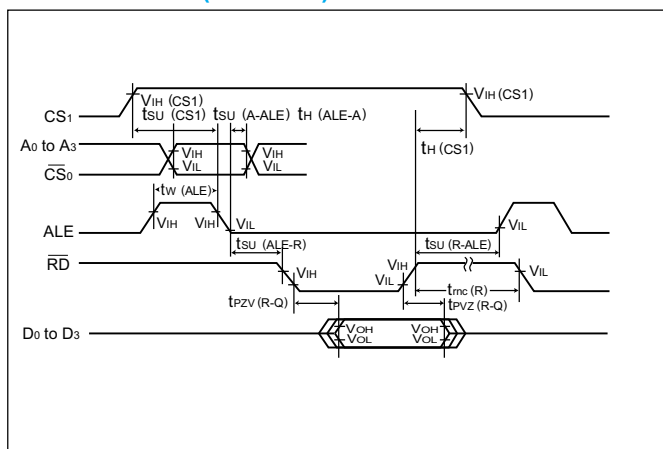 VIH (CS1)
VIH (CS1)
CS1
tSU (CS1)
tSU (A-ALE)
tH (ALE-A)
A0 to A3
VIH
VIH
tH (CS1)
CS0
VIL
VIL
tW (ALE)
ALE
VIH
VIH
VIL
VIL
tSU (ALE-R)
tSU (R-ALE)
RD
VIH
VIH
VIL
VIL
VIL
trnc (R)
tPZV (R-Q)
tPVZ (R-Q)
D0 to D3
VOH
VOH
VOL
VOL